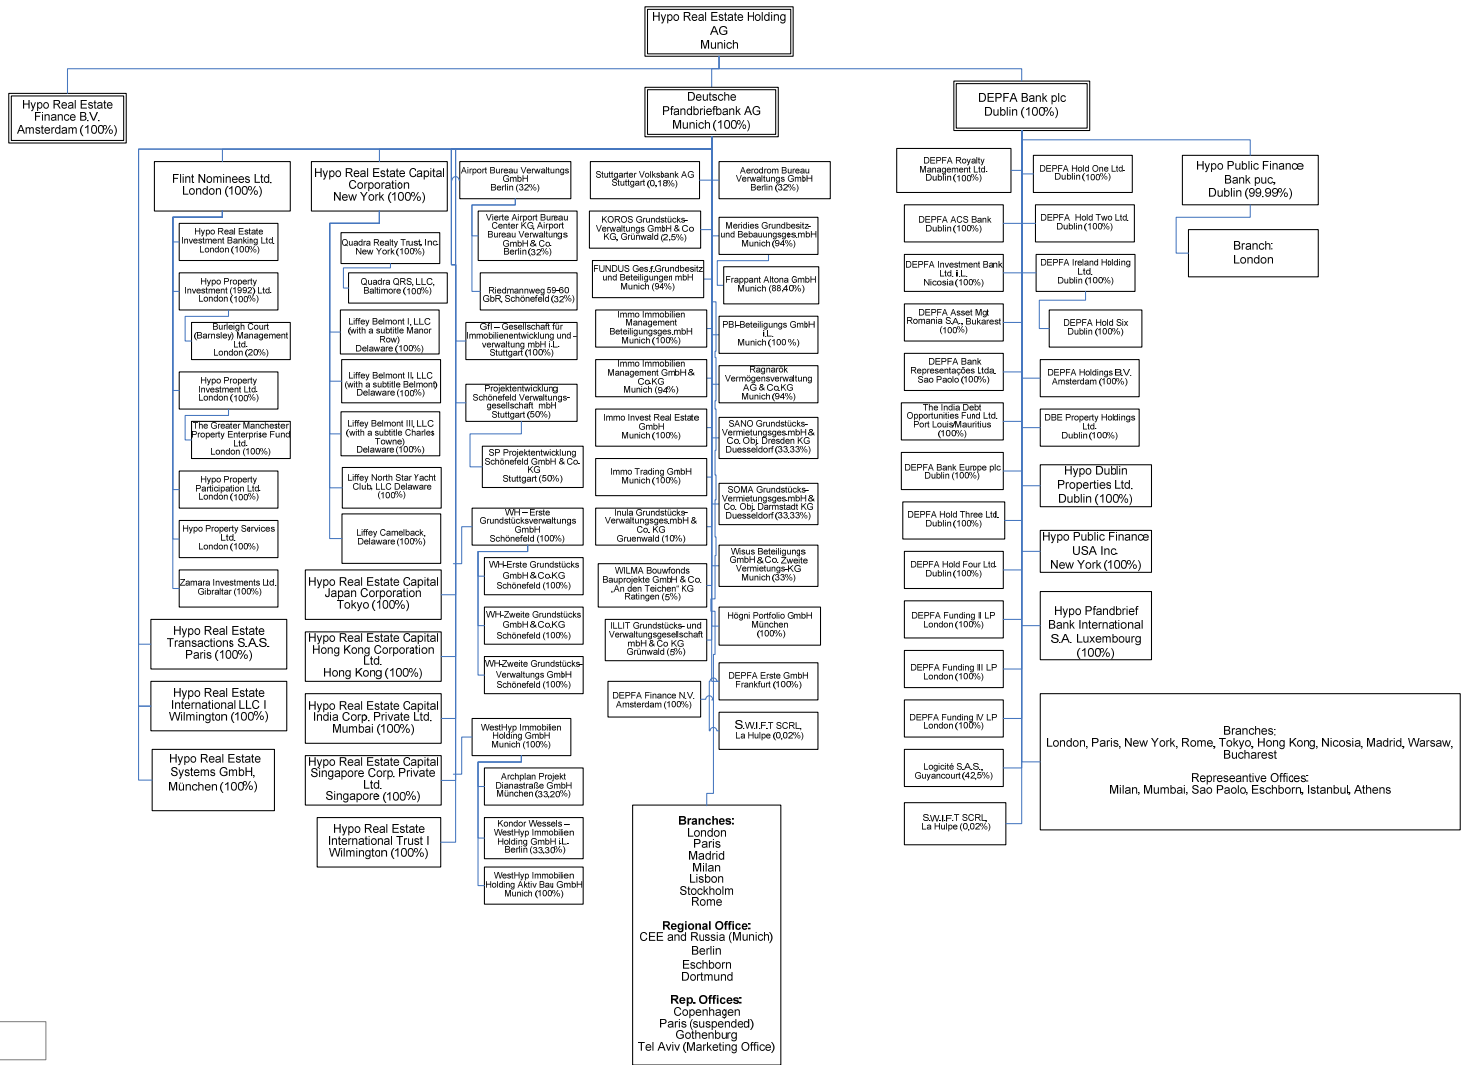 Hypo Real Estate Holding
AG
Munich
Hypo Real Estate
Finance B.V.
Amsterdam (100%)
Deutsche
Pfandbriefbank AG
Munich (100%)
DEPFA Bank plc
Dublin (100%)
Flint Nominees Ltd.
London (100%)
Hypo Real Estate
Investment Banking Ltd.
London (100%)
Hypo Property
Investment (1992) Ltd.
London (100%)
Burleigh Court
(Barnsley) Management
Ltd.
London (20%)
Hypo Property
Investment Ltd.
London (100%)
The Greater Manchester
Property Enterprise Fund
Ltd.
London (100%)
Hypo Property
Participation Ltd.
London (100%)
Hypo Property Services
Ltd.
London (100%)
Zamara Investments Ltd.
Gibraltar (100%)
Hypo Real Estate
Transactions S.A.S.
Paris (100%)
Hypo Real Estate
International LLC I
Wilmington (100%)
Hypo Real Estate
Systems GmbH,
München (100%)
Hypo Real Estate Capital
Corporation
New York (100%)
Quadra Realty Trust, Inc.
New York (100%)
Quadra QRS, LLC,
Baltimore (100%)
Liffey Belmont I, LLC
(with a subtitle Manor
Row)
Delaware (100%)
Liffey Belmont II, LLC
(with a subtitle Belmont)
Delaware (100%)
Liffey Belmont III, LLC
(with a subtitle Charles
Towne)
Delaware (100%)
Liffey North Star Yacht
Club, LLC Delaware
(100%)
Liffey Camelback,
Delaware (100%)
Hypo Real Estate Capital
Japan Corporation
Tokyo (100%)
Hypo Real Estate Capital
Hong Kong Corporation
Ltd.
Hong Kong (100%)
Hypo Real Estate Capital
India Corp. Private Ltd.
Mumbai (100%)
Hypo Real Estate Capital
Singapore Corp. Private
Ltd.
Singapore (100%)
Hypo Real Estate
International Trust I
Wilmington (100%)
Airport Bureau Verwaltungs
GmbH
Berlin (32%)
Vierte Airport Bureau
Center KG, Airport
Bureau Verwaltungs
GmbH & Co.
Berlin (32%)
Riedmannweg 59-60
GbR, Schönefeld (32%)
GfI – Gesellschaft für
Immobilienentwicklung und –
verwaltung mbH i.L.
Stuttgart (100%)
Projektentwicklung
Schönefeld Verwaltungs-
gesellschaft mbH
Stuttgart (50%)
SP Projektentwicklung
Schönefeld GmbH & Co.
KG
Stuttgart (50%)
WH – Erste
Grundstücksverwaltungs
GmbH
Schönefeld (100%)
WH-Erste Grundstücks
GmbH & Co.KG
Schönefeld (100%)
WH-Zweite Grundstücks
GmbH & Co.KG
Schönefeld (100%)
WH-Zweite Grundstücks-
Verwaltungs GmbH
Schönefeld (100%)
WestHyp Immobilien
Holding GmbH
Munich (100%)
Archplan Projekt
Dianastraße GmbH
München (33,20%)
Kondor Wessels –
WestHyp Immobilien
Holding GmbH i.L.
Berlin (33,30%)
WestHyp Immobilien
Holding Aktiv Bau GmbH
Munich (100%)
Stuttgarter Volksbank AG
Stuttgart (0,18%)
KOROS Grundstücks-
Verwaltungs GmbH & Co
KG, Grünwald (2,5%)
FUNDUS Ges.f.Grundbesitz
und Beteiligungen mbH
Munich (94%)
Immo Immobilien
Management
Beteiligungsges.mbH
Munich (100%)
Immo Immobilien
Management GmbH &
Co.KG
Munich (94%)
Immo Invest Real Estate
GmbH
Munich (100%)
Immo Trading GmbH
Munich (100%)
Inula Grundstücks-
Verwaltungsges.mbH &
Co. KG
Gruenwald (10%)
WILMA Bouwfonds
Bauprojekte GmbH & Co.
„An den Teichen“ KG
Ratingen (5%)
ILLIT Grundstücks- und
Verwaltungsgesellschaft
mbH & Co KG
Grünwald (5%)
DEPFA Finance N.V.
Amsterdam (100%)
Aerodrom Bureau
Verwaltungs GmbH
Berlin (32%)
Meridies Grundbesitz-
und Bebauungsges.mbH
Munich (94%)
Frappant Altona GmbH
Munich (88,40%)
PBI-Beteiligungs GmbH
i.L.
Munich (100 %)
Ragnarök
Vermögensverwaltung
AG & Co.KG
Munich (94%)
SANO Grundstücks-
Vermietungsges.mbH &
Co. Obj. Dresden KG
Duesseldorf (33,33%)
SOMA Grundstücks-
Vermietungsges.mbH &
Co. Obj. Darmstadt KG
Duesseldorf (33,33%)
Wisus Beteiligungs
GmbH & Co. Zweite
Vermietungs-KG
Munich (33%)
Högni Portfolio GmbH
München
(100%)
DEPFA Erste GmbH
Frankfurt (100%)
S.W.I.F.T SCRL,
La Hulpe (0,02%)
Branches:
London
Paris
Madrid
Milan
Lisbon
Stockholm
Rome
Regional Office:
CEE and Russia (Munich)
Berlin
Eschborn
Dortmund
Rep. Offices:
Copenhagen
Paris (suspended)
Gothenburg
Tel Aviv (Marketing Office)
DEPFA Royalty
Management Ltd.
Dublin (100%)
DEPFA ACS Bank
Dublin (100%)
DEPFA Investment Bank
Ltd. i.L.
Nicosia (100%)
DEPFA Asset Mgt
Romania S.A., Bukarest
(100%)
DEPFA Bank
Representações Ltda.
Sao Paolo (100%)
The India Debt
Opportunities Fund Ltd.
Port Louis/Mauritius
(100%)
DEPFA Bank Europe plc
Dublin (100%)
DEPFA Hold Three Ltd.
Dublin (100%)
DEPFA Hold Four Ltd.
Dublin (100%)
DEPFA Funding II LP
London (100%)
DEPFA Funding III LP
London (100%)
DEPFA Funding IV LP
London (100%)
Logicité S.A.S.,
Guyancourt (42,5%)
S.W.I.F.T SCRL,
La Hulpe (0,02%)
DEPFA Hold One Ltd.
Dublin (100%)
DEPFA Hold Two Ltd.
Dublin (100%)
DEPFA Ireland Holding
Ltd.
Dublin (100%)
DEPFA Hold Six
Dublin (100%)
DEPFA Holdings B.V.
Amsterdam (100%)
DBE Property Holdings
Ltd.
Dublin (100%)
Hypo Dublin
Properties Ltd.
Dublin (100%)
Hypo Public Finance
USA Inc.
New York (100%)
Hypo Pfandbrief
Bank International
S.A. Luxembourg
(100%)
Branches:
London, Paris, New York, Rome, Tokyo, Hong Kong, Nicosia, Madrid, Warsaw,
Bucharest
Represeantive Offices:
Milan, Mumbai, Sao Paolo, Eschborn, Istanbul, Athens
Hypo Public Finance
Bank puc,
Dublin (99.99%)
Branch:
London